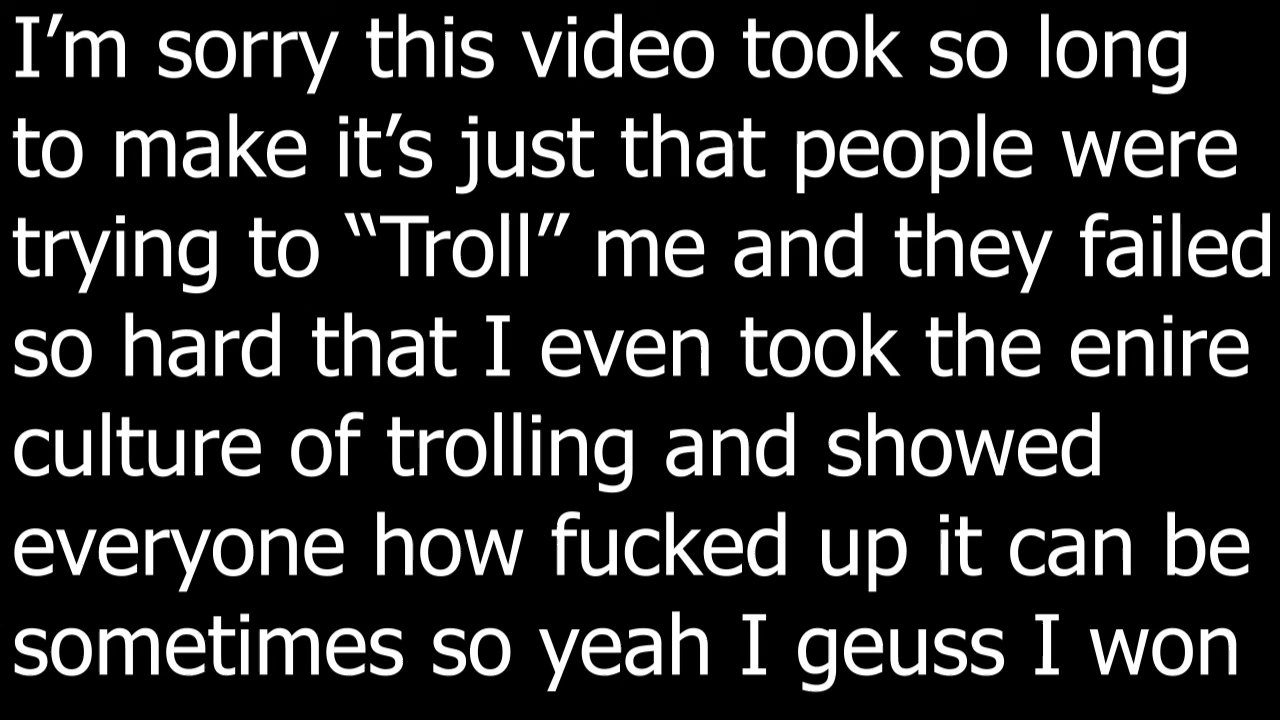 I’m sorry this video took so long
to make it’s just that people were
trying to “Troll” me and they failed
so hard that I even took the enire
culture of trolling and showed
everyone how fucked up it can be
sometimes so yeah I geuss I won